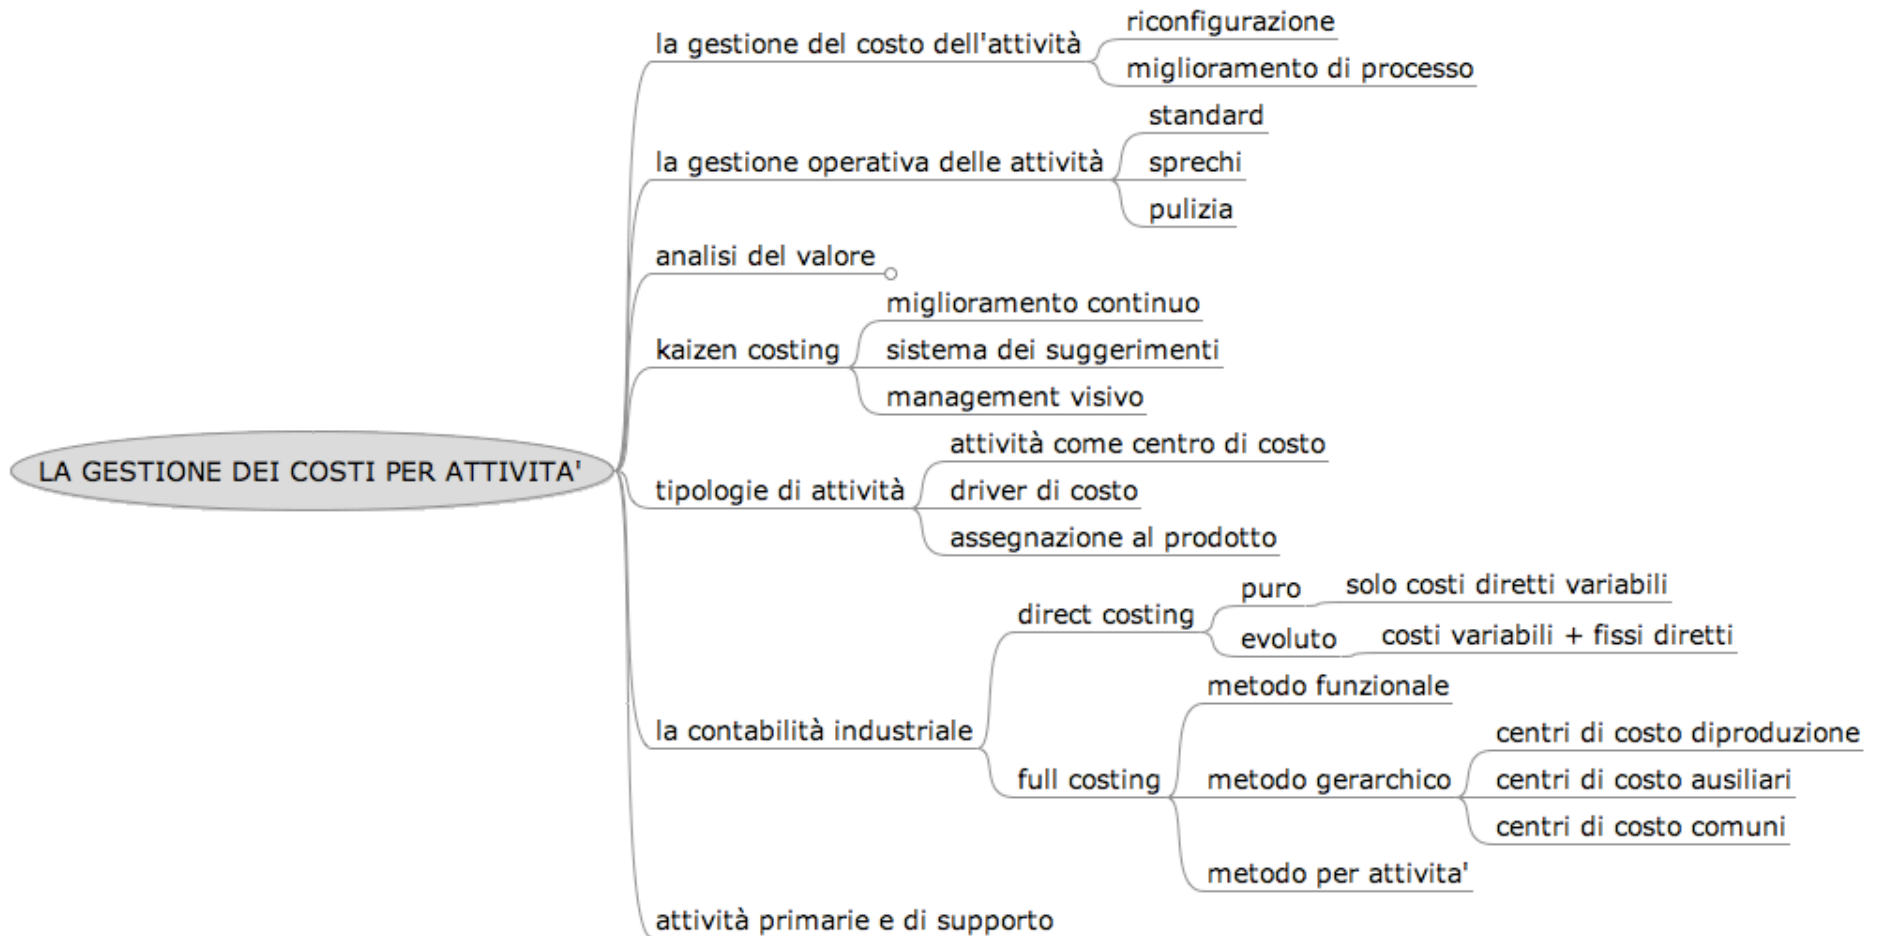 LA GESTIONE DEI COSTI PER ATTIVITA'
la gestione del costo dell'attività
riconfigurazione
miglioramento di processo
la gestione operativa delle attività
standard
sprechi
pulizia
analisi del valore
kaizen costing
miglioramento continuo
sistema dei suggerimenti
management visivo
tipologie di attività
attività come centro di costo
driver di costo
assegnazione al prodotto
la contabilità industriale
direct costing
puro
solo costi diretti variabili
evoluto
costi variabili + fissi diretti
full costing
metodo funzionale
metodo gerarchico
centri di costo diproduzione
centri di costo ausiliari
centri di costo comuni
metodo per attivita'
attività primarie e di supporto